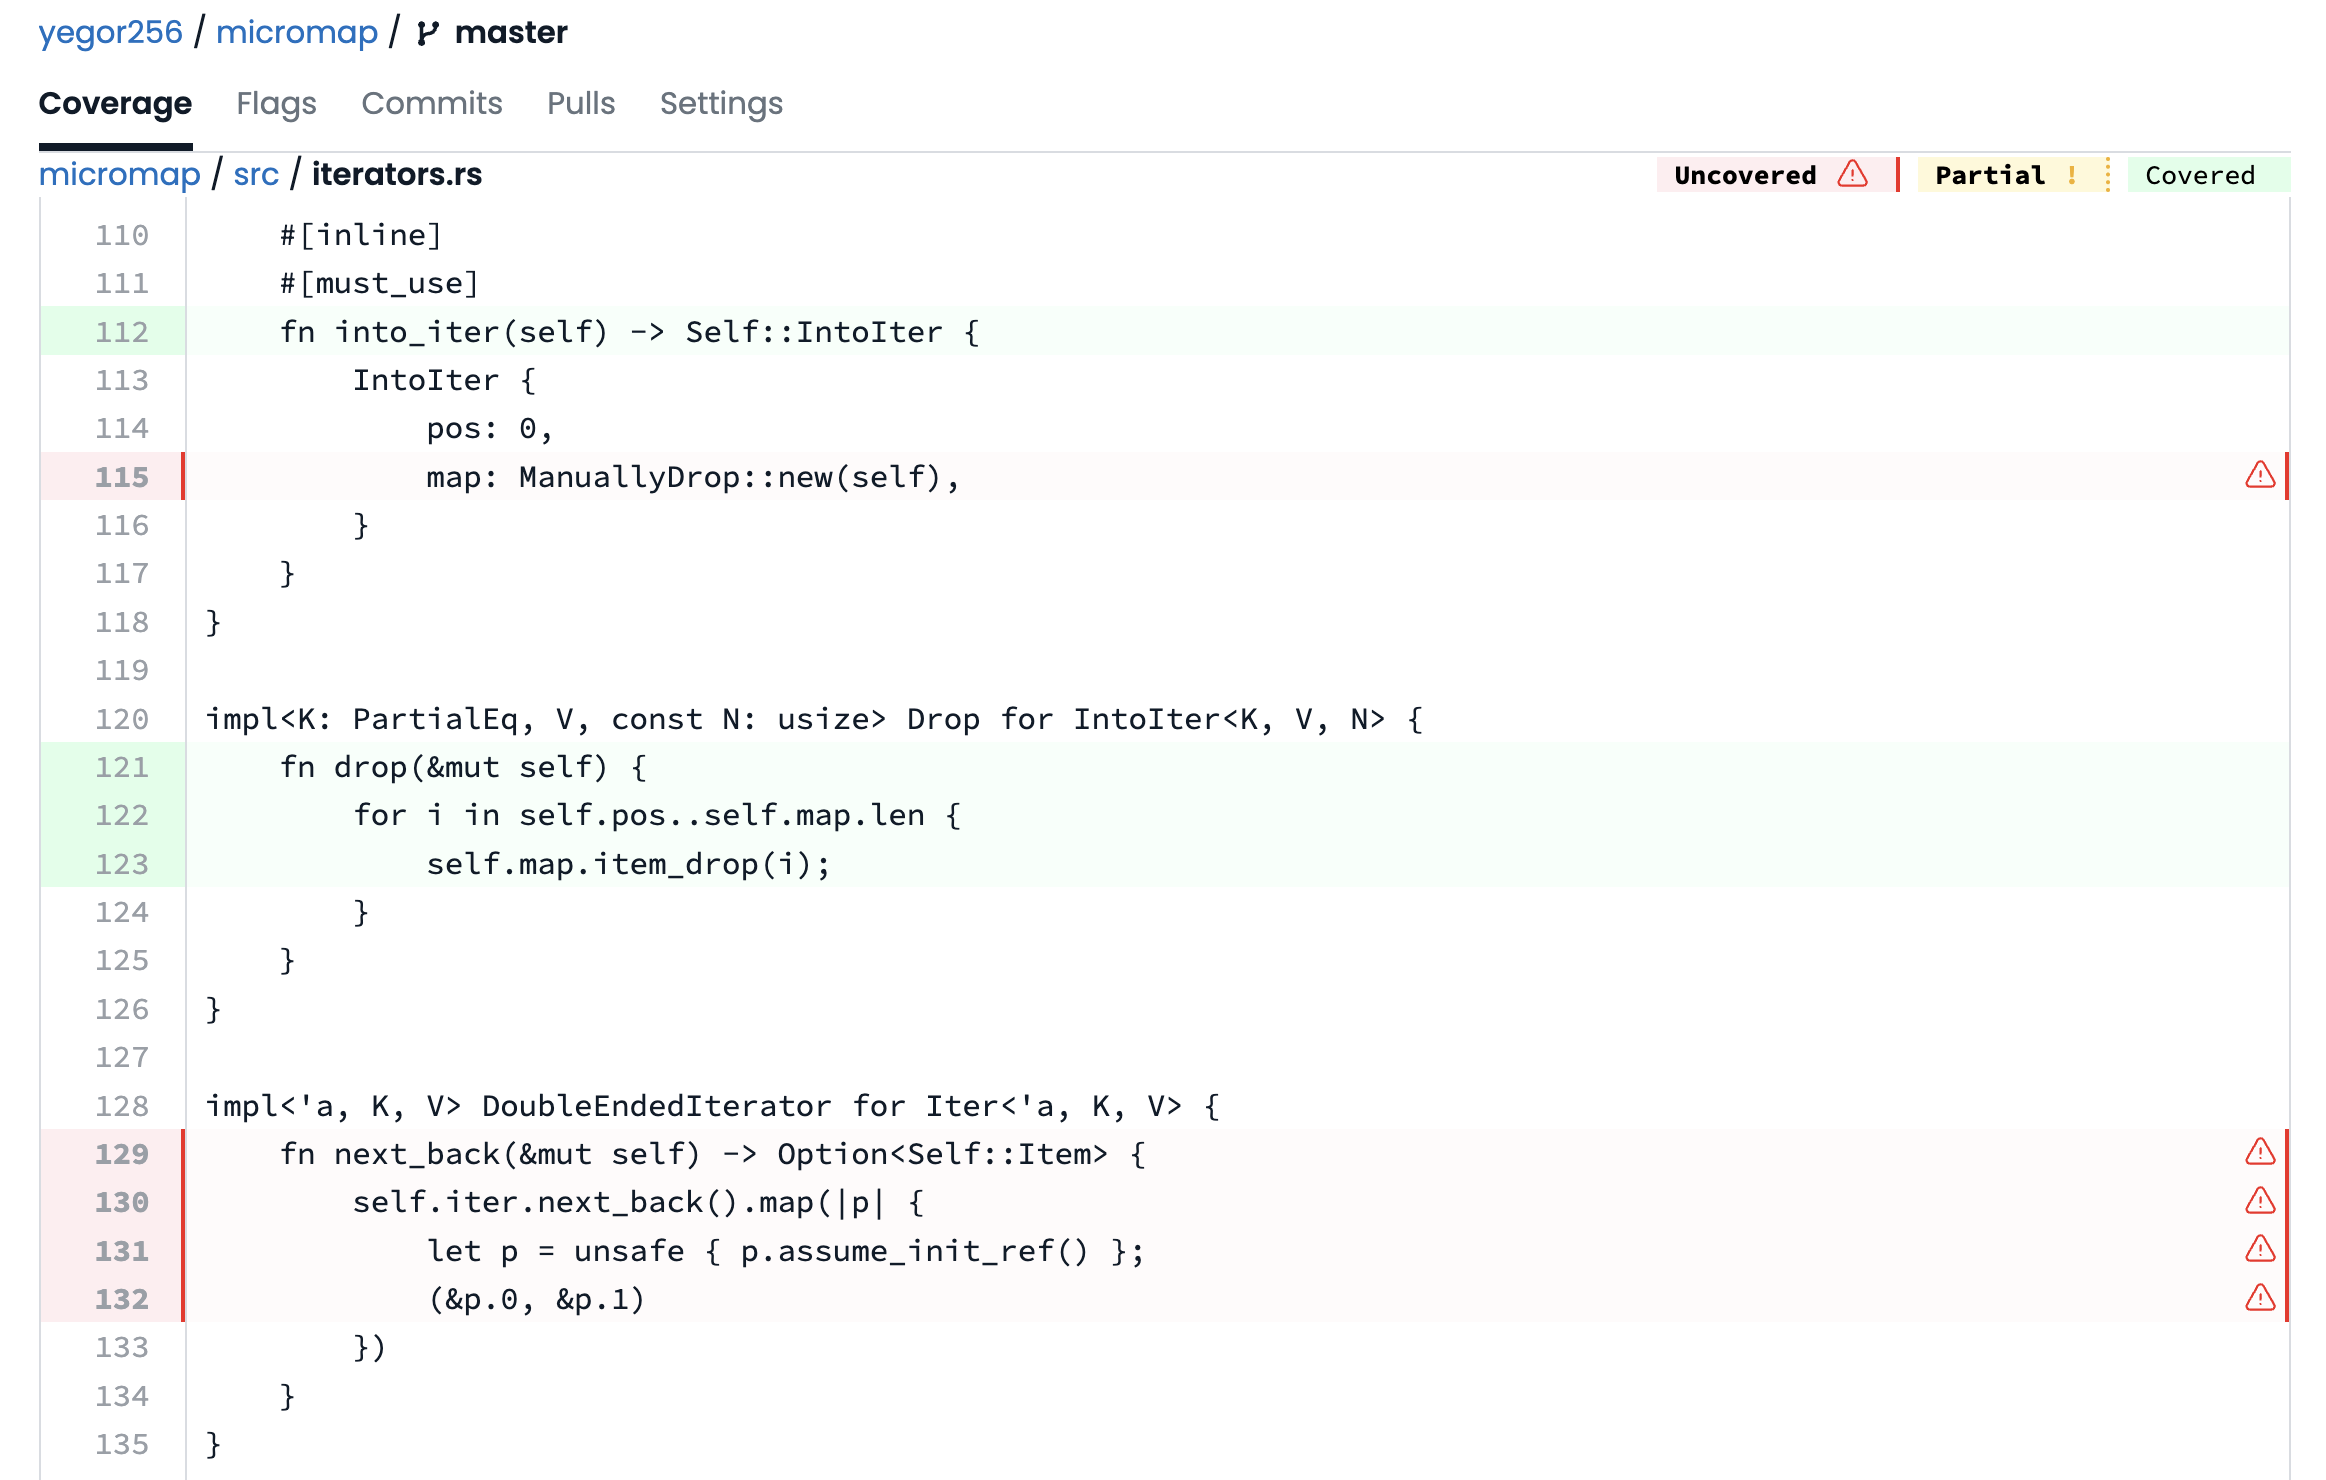 yegor256 / micromap / master
Coverage Flags Commits Pulls Settings
micromap / src / iterators.rs Uncovered Partial ! Covered
110     #[inline]
111     #[must_use]
112     fn into_iter(self) -> Self::IntoIter {
113         IntoIter {
114             pos: 0,
115             map: ManuallyDrop::new(self),
116         }
117     }
118 }
119
120 impl<K: PartialEq, V, const N: usize> Drop for IntoIter<K, V, N> {
121     fn drop(&mut self) {
122         for i in self.pos..self.map.len {
123             self.map.item_drop(i);
124         }
125     }
126 }
127
128 impl<'a, K, V> DoubleEndedIterator for Iter<'a, K, V> {
129     fn next_back(&mut self) -> Option<Self::Item> {
130         self.iter.next_back().map(|p| {
131             let p = unsafe { p.assume_init_ref() };
132             (&p.0, &p.1)
133         })
134     }
135 }